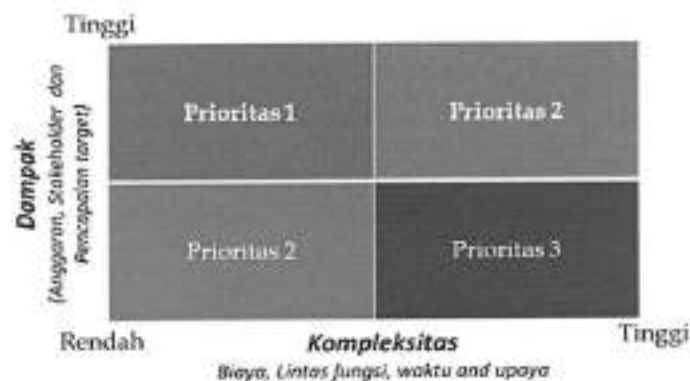 Tinggi
Prioritas 1
Prioritas 2
Dampak
(Anggaran, Stakeholder dan
Pencapaian target)
Prioritas 2
Prioritas 3
Rendah
Kompleksitas
Tinggi
Biaya, Lintas fungsi, waktu and upaya